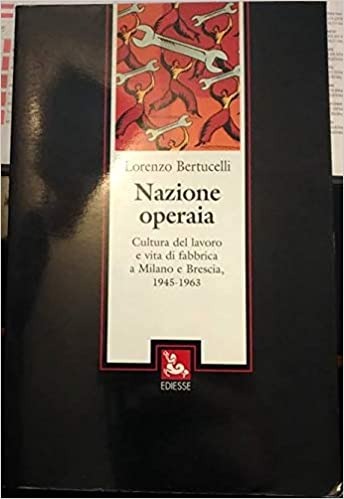 Lorenzo Bertucelli
Nazione
operaia
Cultura del lavoro
e vita di fabbrica
a Milano e Brescia,
1945-1963
EDIESSE